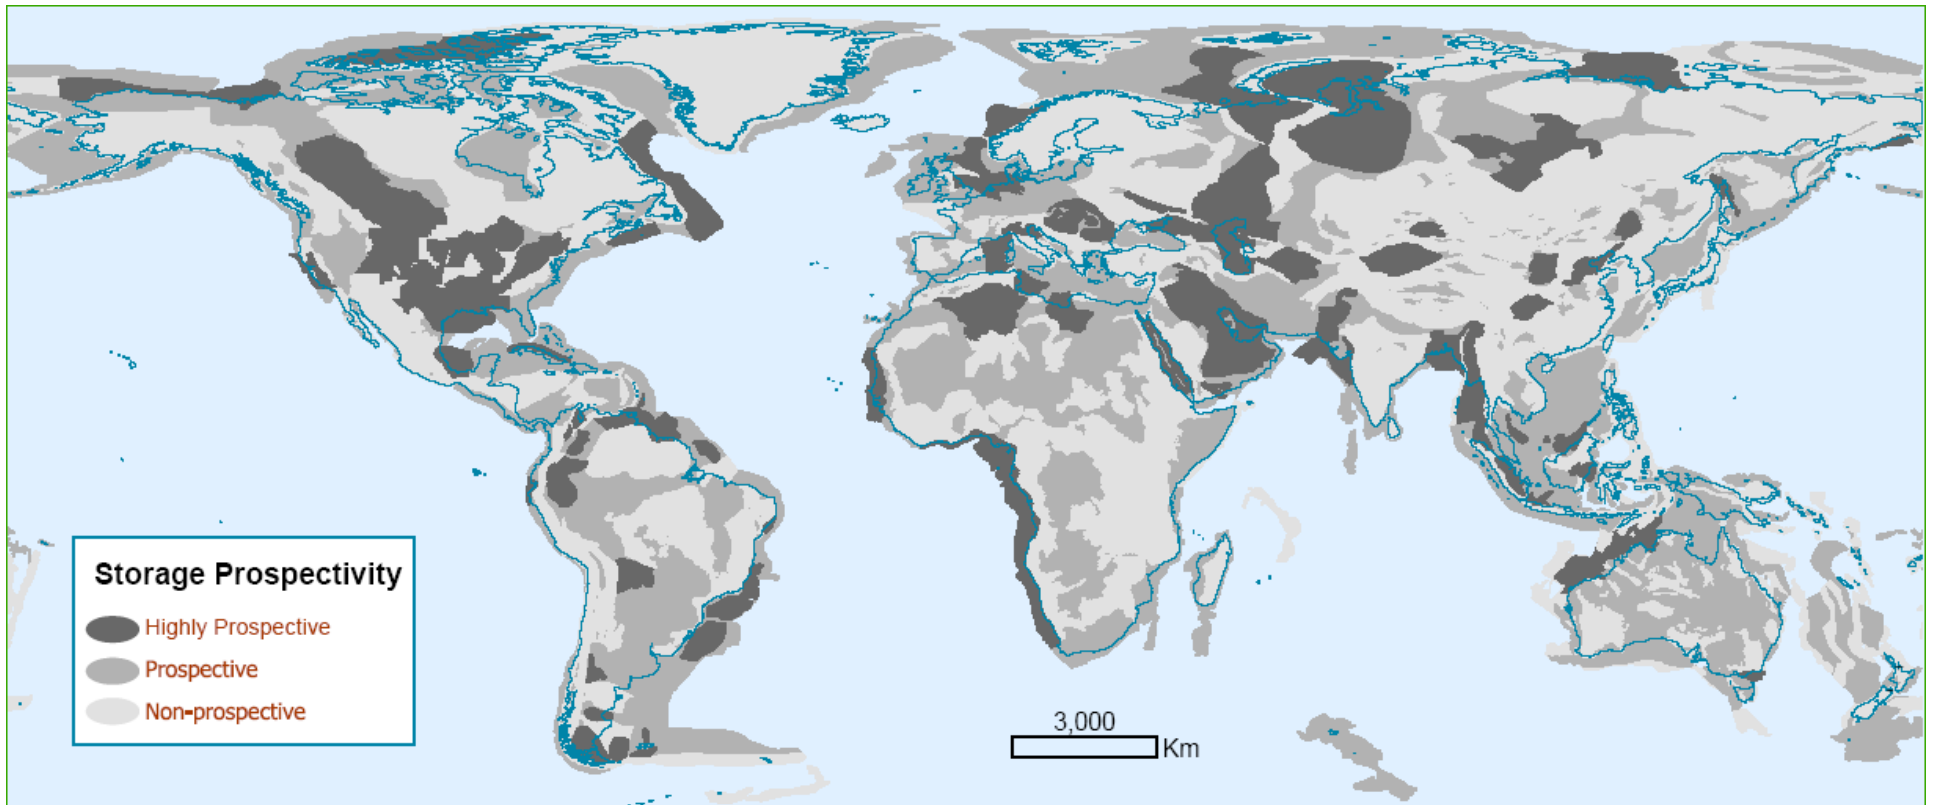 Storage Prospectivity
Highly Prospective
Prospective
Non-prospective
3,000
Km